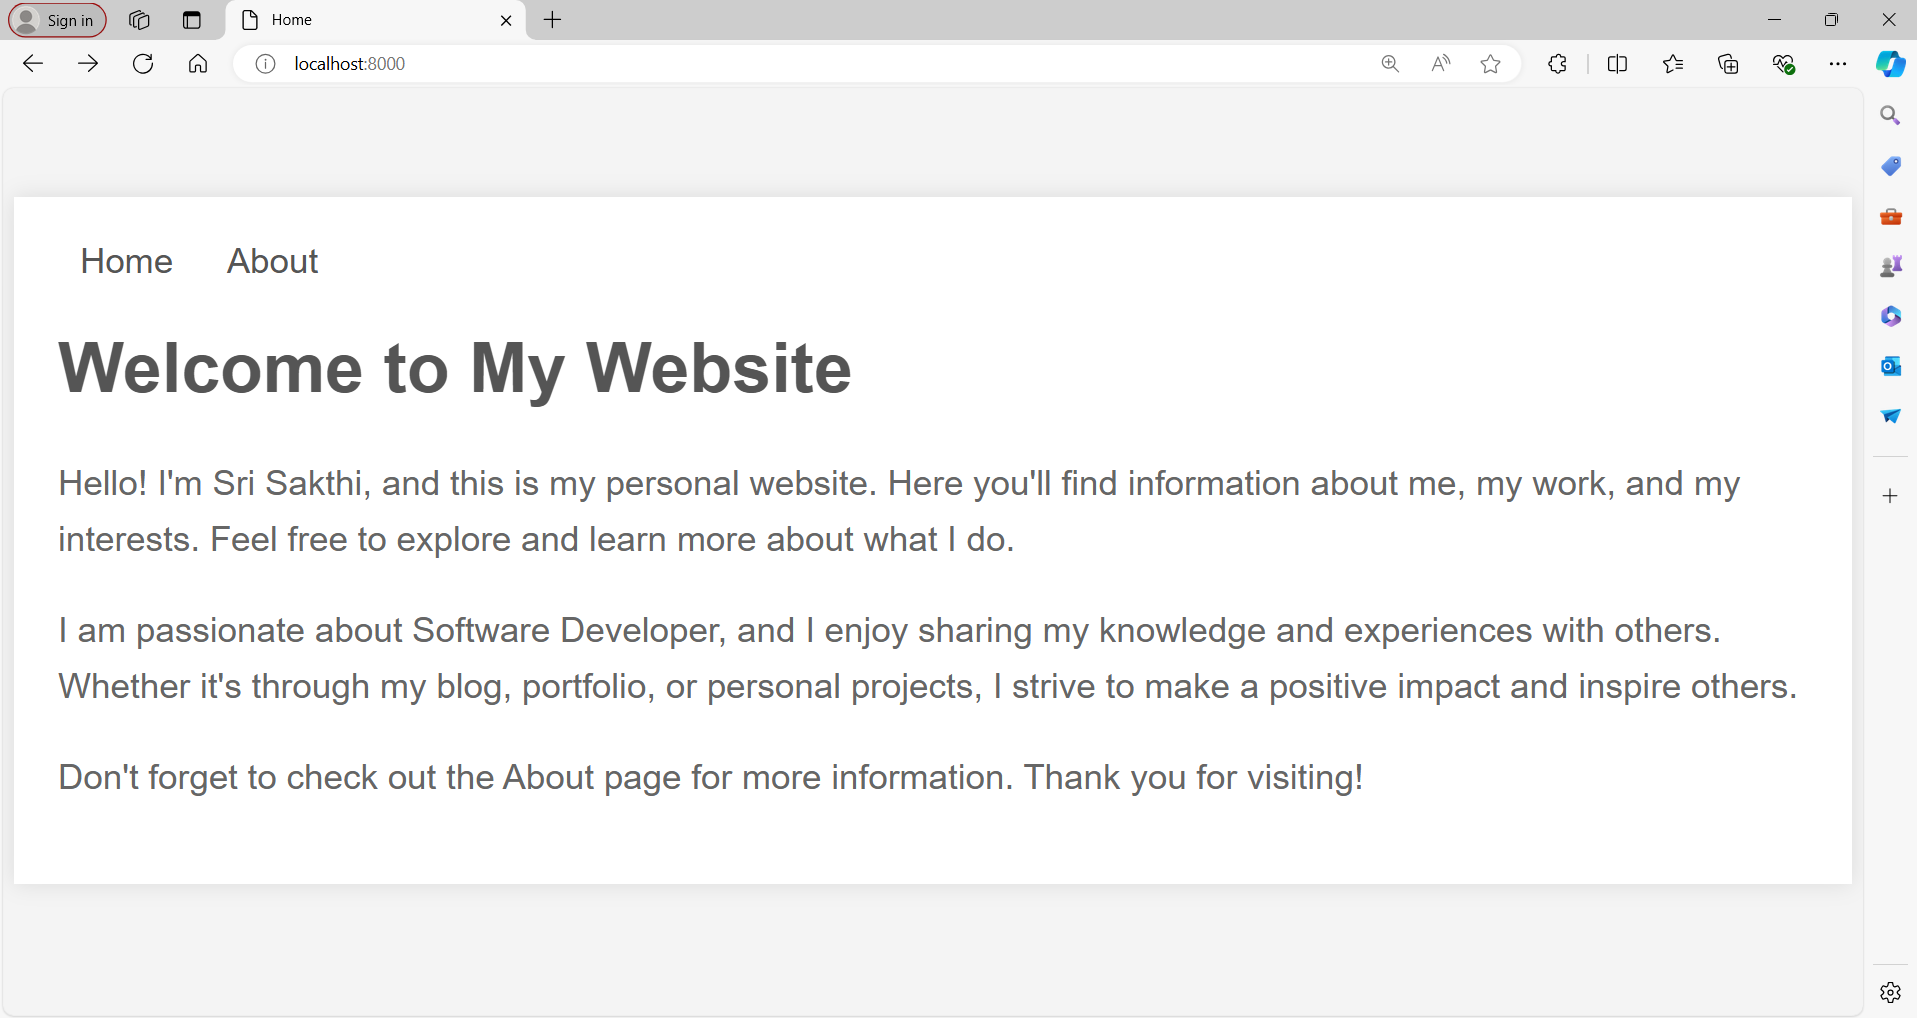 Sign in
Home
localhost:8000
Home About
Welcome to My Website
Hello! I'm Sri Sakthi, and this is my personal website. Here you'll find information about me, my work, and my
interests. Feel free to explore and learn more about what I do.
I am passionate about Software Developer, and I enjoy sharing my knowledge and experiences with others.
Whether it's through my blog, portfolio, or personal projects, I strive to make a positive impact and inspire others.
Don't forget to check out the About page for more information. Thank you for visiting!